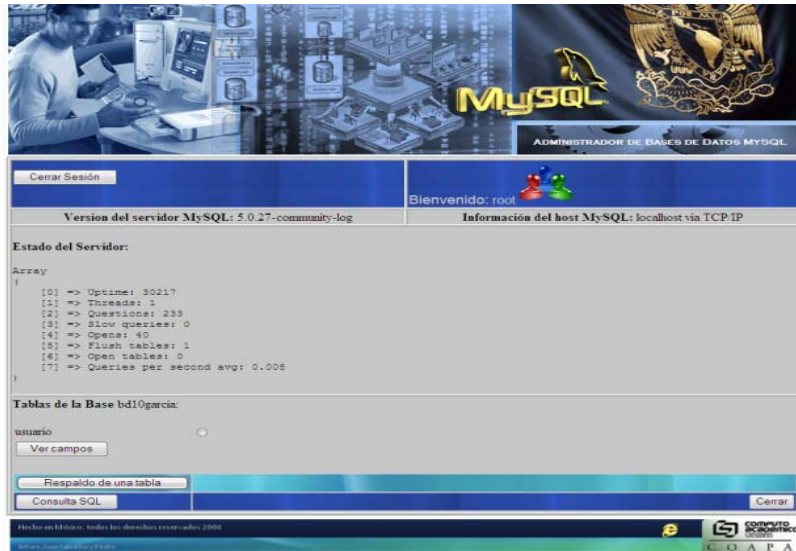 MySQL
ADMINISTRADOR DE BASES DE DATOS MYSQL
Cerrar Sesión
Bienvenido: root
Version del servidor MySQL: 5.0.27-community-log
Información del host MySQL: localhost via TCP/IP
Estado del Servidor:
Array
(
[0] => Uptime: 30217
[1] => Threads: 1
[2] => Questions: 233
[3] => Slow queries: 0
[4] => Opens: 40
[5] => Flush tables: 1
[6] => Open tables: 0
[7] => Queries per second avg: 0.008
)
Tablas de la Base bd10garcia:
usuario
Ver campos
Respaldo de una tabla
Consulta SQL
Cerrar
Hecho en México, todos los derechos reservados 2008
COMPUTO
ACADEMICO
UNAM
COAPA